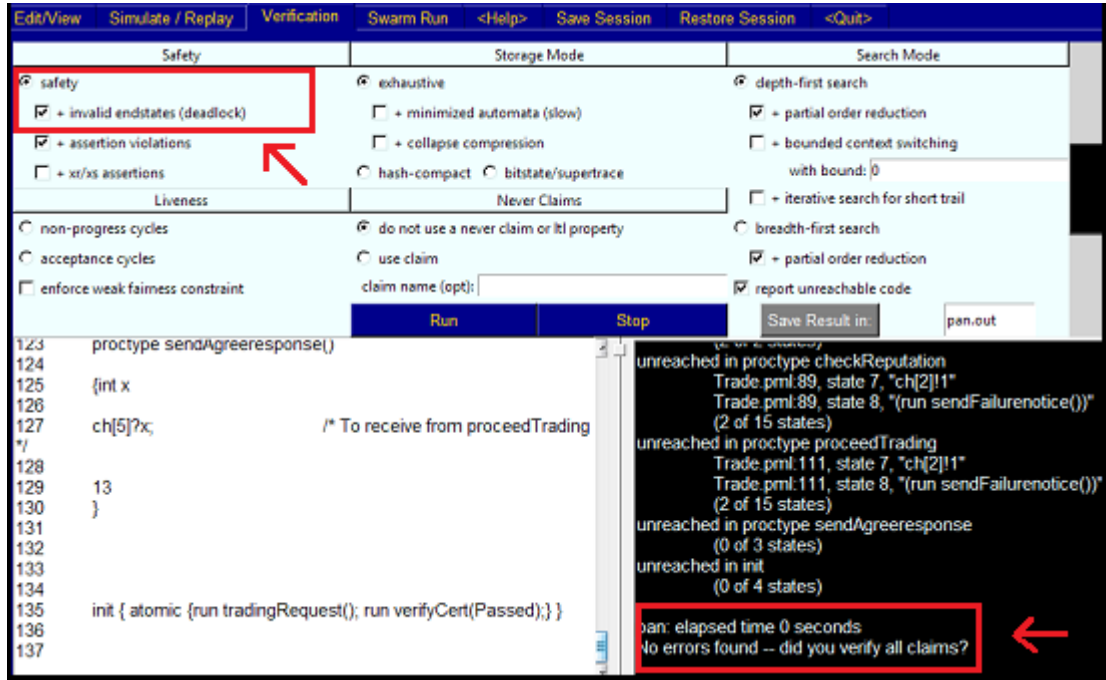 Edit/View Simulate / Replay Verification Swarm Run <Help> Save Session Restore Session <Quit>
Safety Storage Mode Search Mode
safety exhaustive depth-first search
+ invalid endstates (deadlock) + minimized automata (slow) + partial order reduction
+ assertion violations + collapse compression + bounded context switching
+ xr/xs assertions hash-compact bitstate/supertrace with bound: 0
Liveness Never Claims + iterative search for short trail
non-progress cycles do not use a never claim or ltl property breadth-first search
acceptance cycles use claim + partial order reduction
enforce weak fairness constraint claim name (opt): report unreachable code
Run Stop Save Result in: pan.out
123 proctype sendAgreeresponse()
124
125 {int x
126
127 ch[5]?x; /* To receive from proceedTrading
*/
128
129 13
130 }
131
132
133
134
135 init { atomic {run tradingRequest(); run verifyCert(Passed);} }
136
137
(2 of 2 states)
unreached in proctype checkReputation
Trade.pml:89, state 7, "ch[2]!1"
Trade.pml:89, state 8, "(run sendFailurenotice())"
(2 of 15 states)
unreached in proctype proceedTrading
Trade.pml:111, state 7, "ch[2]!1"
Trade.pml:111, state 8, "(run sendFailurenotice())"
(2 of 15 states)
unreached in proctype sendAgreeresponse
(0 of 3 states)
unreached in init
(0 of 4 states)
pan: elapsed time 0 seconds
No errors found -- did you verify all claims?